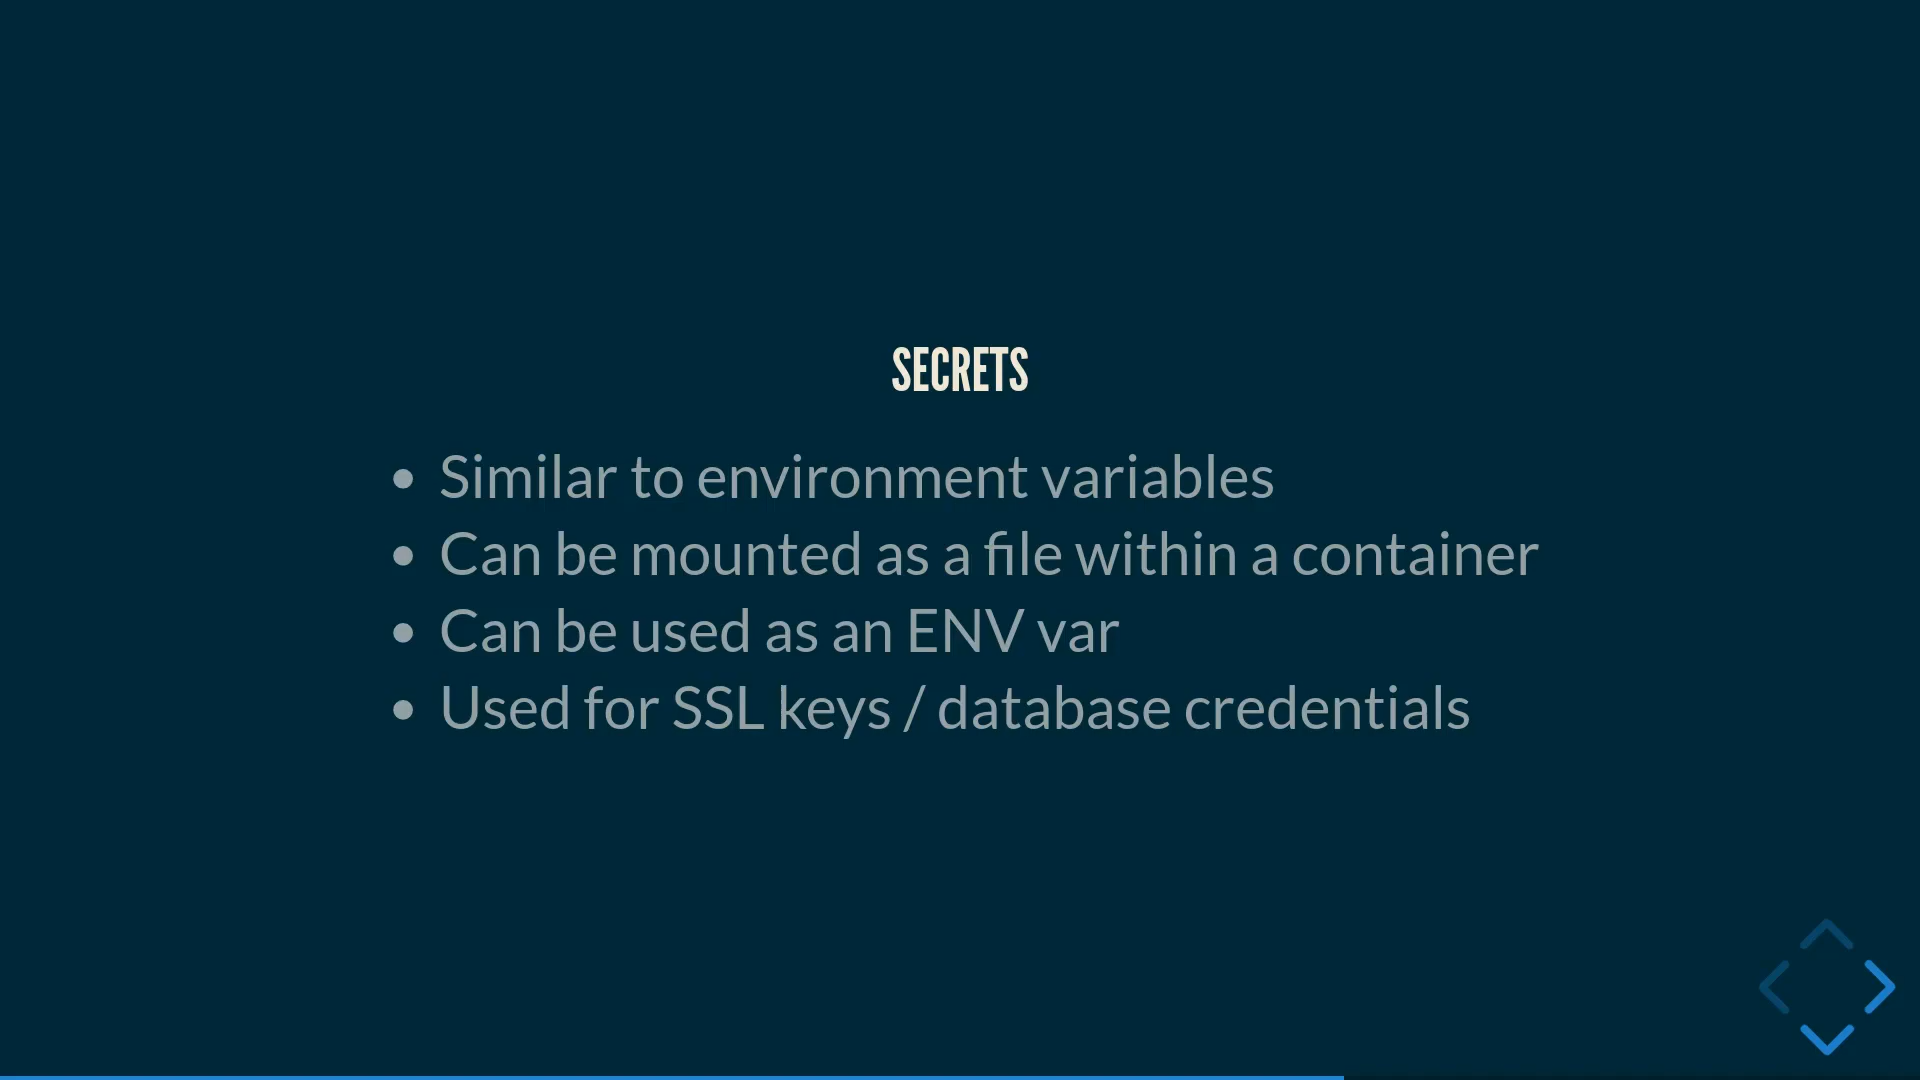 SECRETS
Similar to environment variables
Can be mounted as a file within a container
Can be used as an ENV var
Used for SSL keys / database credentials